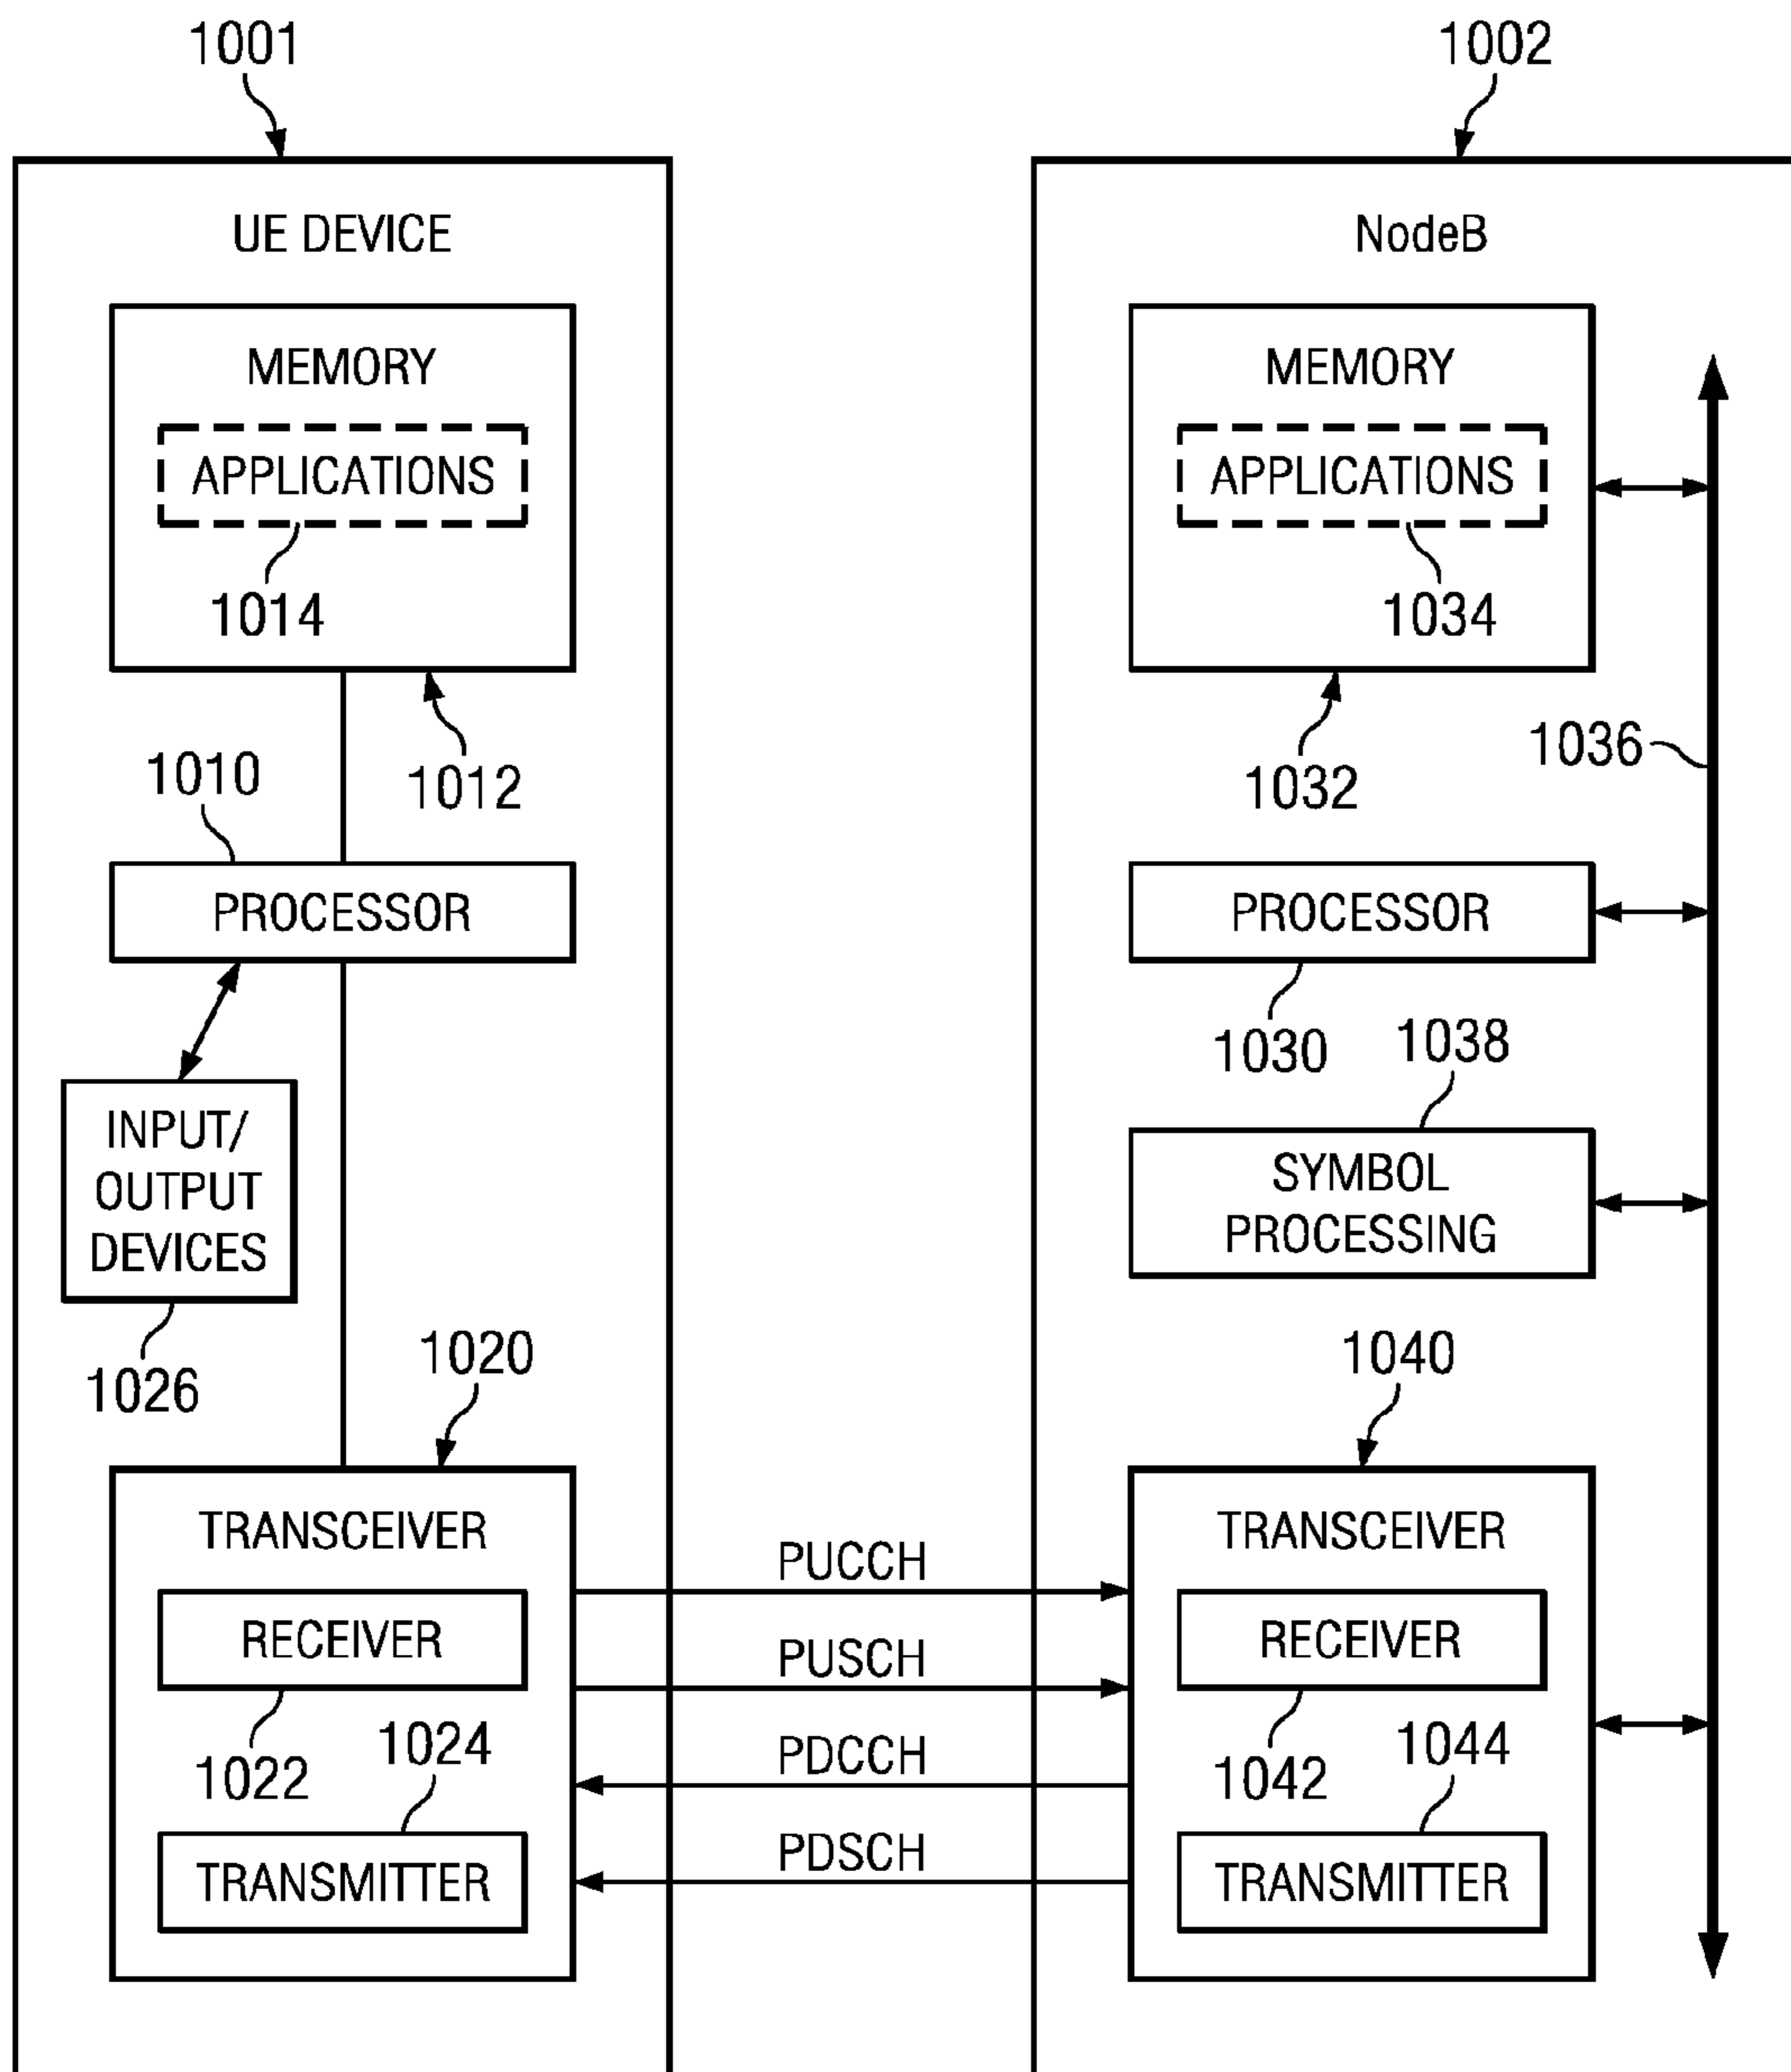 1001
1002
UE DEVICE
NodeB
MEMORY
MEMORY
APPLICATIONS
APPLICATIONS
1014
1034
1036
1010
1012
1032
PROCESSOR
PROCESSOR
1030
1038
INPUT/
OUTPUT
DEVICES
SYMBOL
PROCESSING
1026
1020
1040
TRANSCEIVER
TRANSCEIVER
PUCCH
RECEIVER
RECEIVER
PUSCH
1022
1024
PDCCH
1042
1044
PDSCH
TRANSMITTER
TRANSMITTER